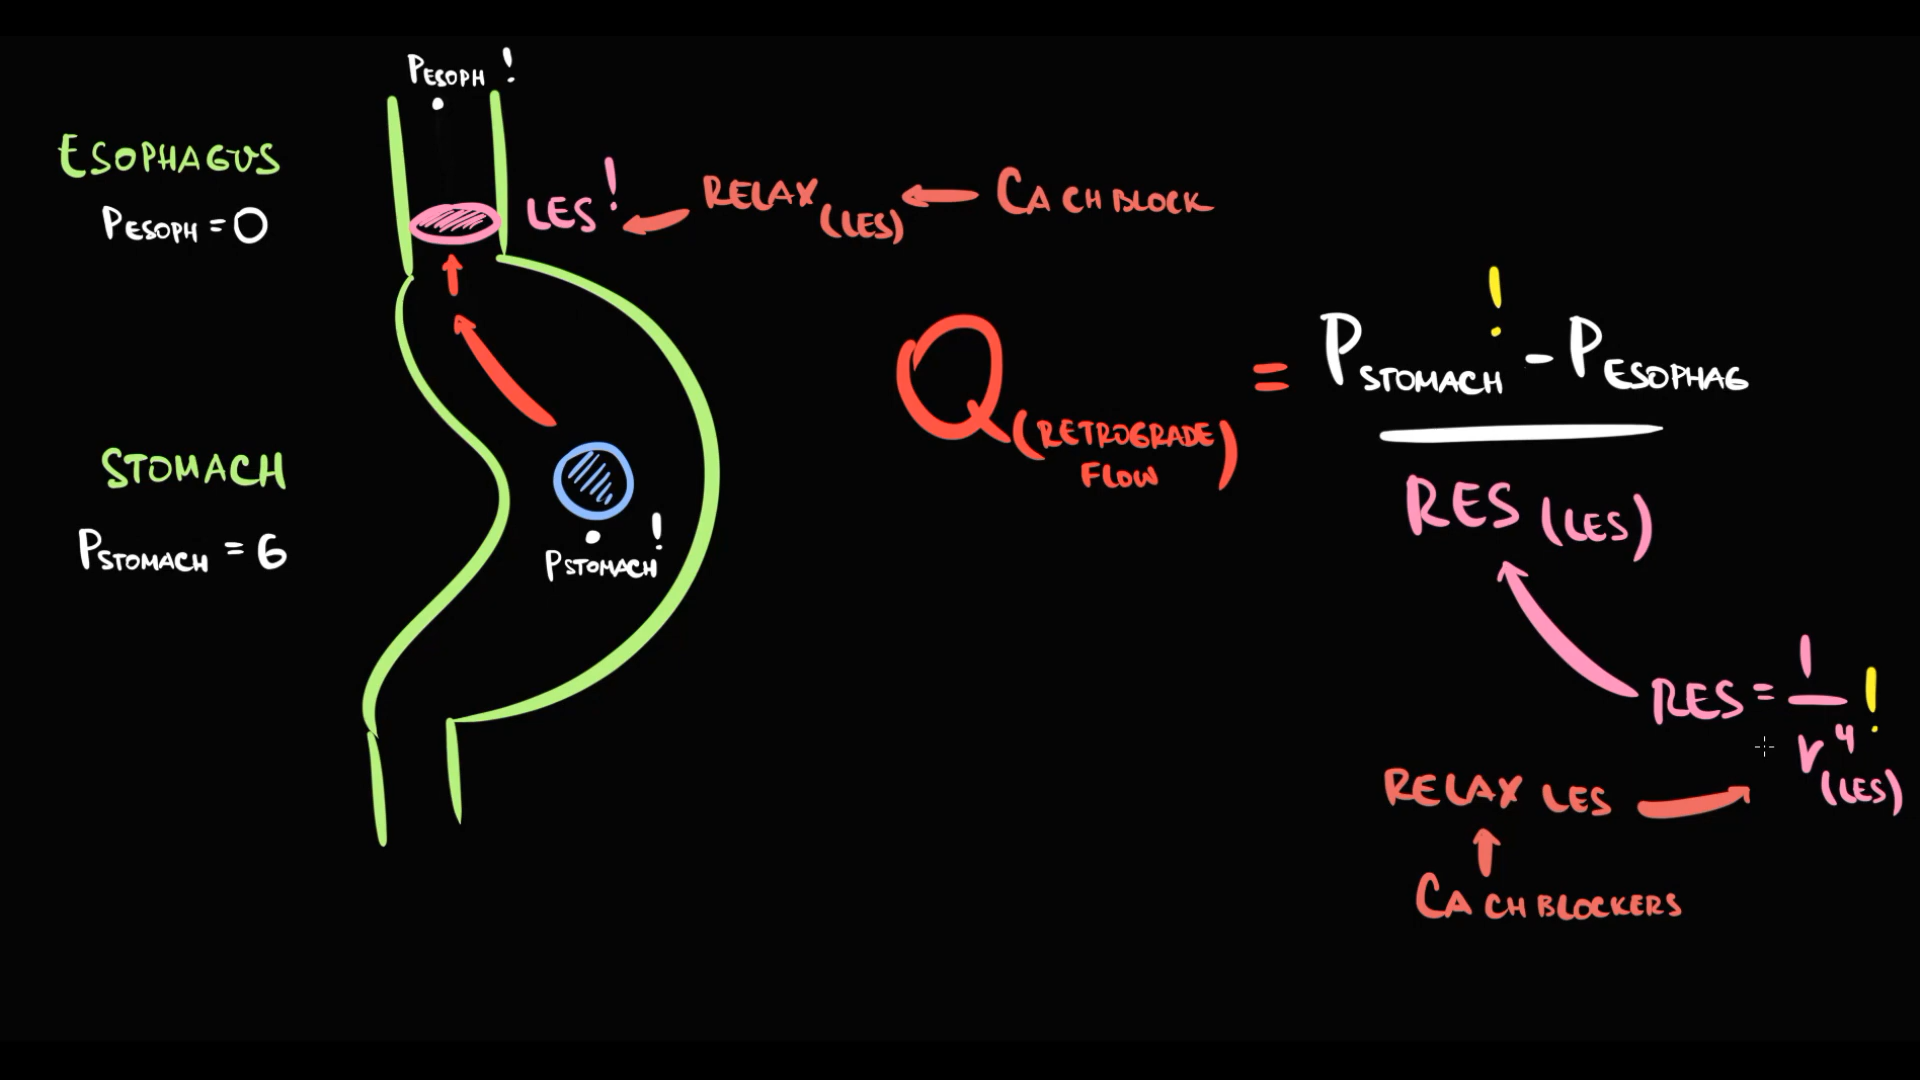 PESOPH !
ESOPHAGUS
PESOPH = 0
LES! RELAX (LES) CA CH BLOCK
Q (RETROGRADE FLOW) = PSTOMACH! - PESOPHAG
RES (LES)
STOMACH
PSTOMACH = 6
PSTOMACH!
RES = 1 !
r4 (LES)
RELAX LES
CA CH BLOCKERS